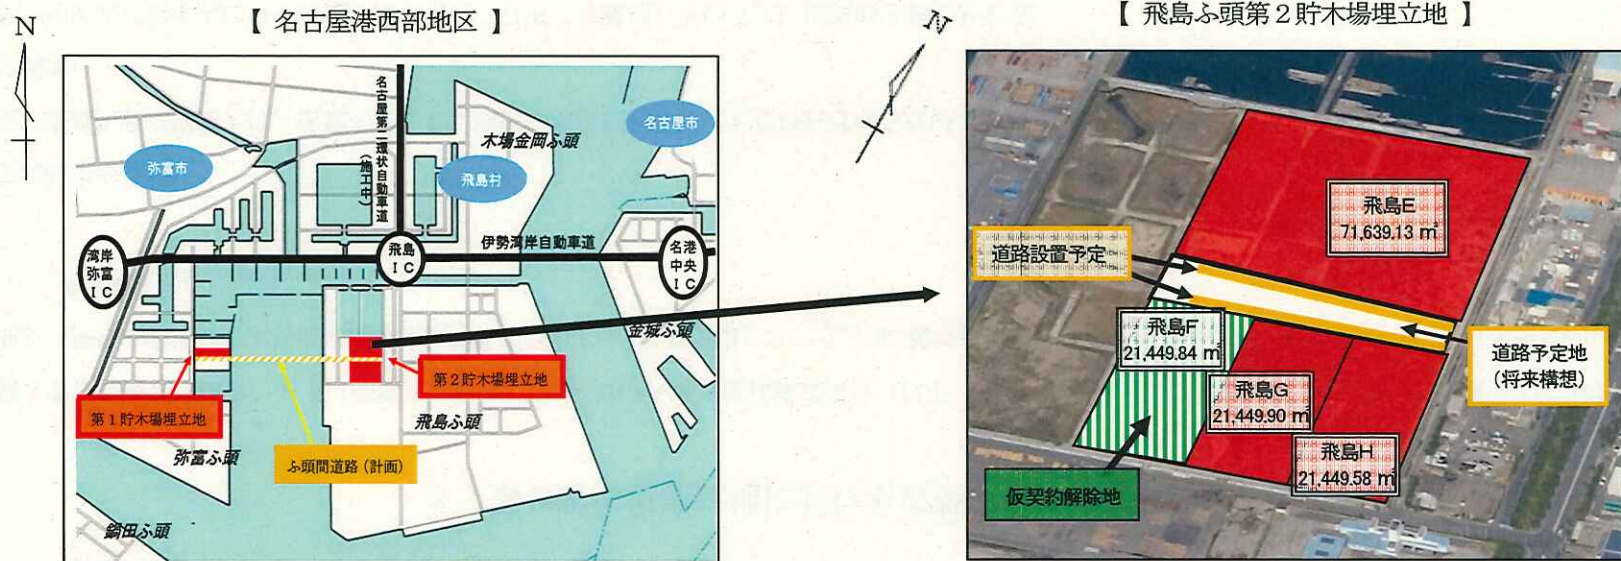 【 名古屋港西部地区 】
N
名古屋第二環状自動車道
（施工中）
木場金岡ふ頭
名古屋市
弥富市
飛島村
湾岸
弥富
ＩＣ
飛島
ＩＣ
伊勢湾岸自動車道
名港
中央
ＩＣ
金城ふ頭
第２貯木場埋立地
第１貯木場埋立地
飛島ふ頭
弥富ふ頭
ふ頭間道路（計画）
鍋田ふ頭
【 飛島ふ頭第２貯木場埋立地 】
N
飛島E
71,639.13 ㎡
道路設置予定
飛島F
21,449.84 ㎡
道路予定地
（将来構想）
飛島G
21,449.90 ㎡
飛島H
21,449.58 ㎡
仮契約解除地